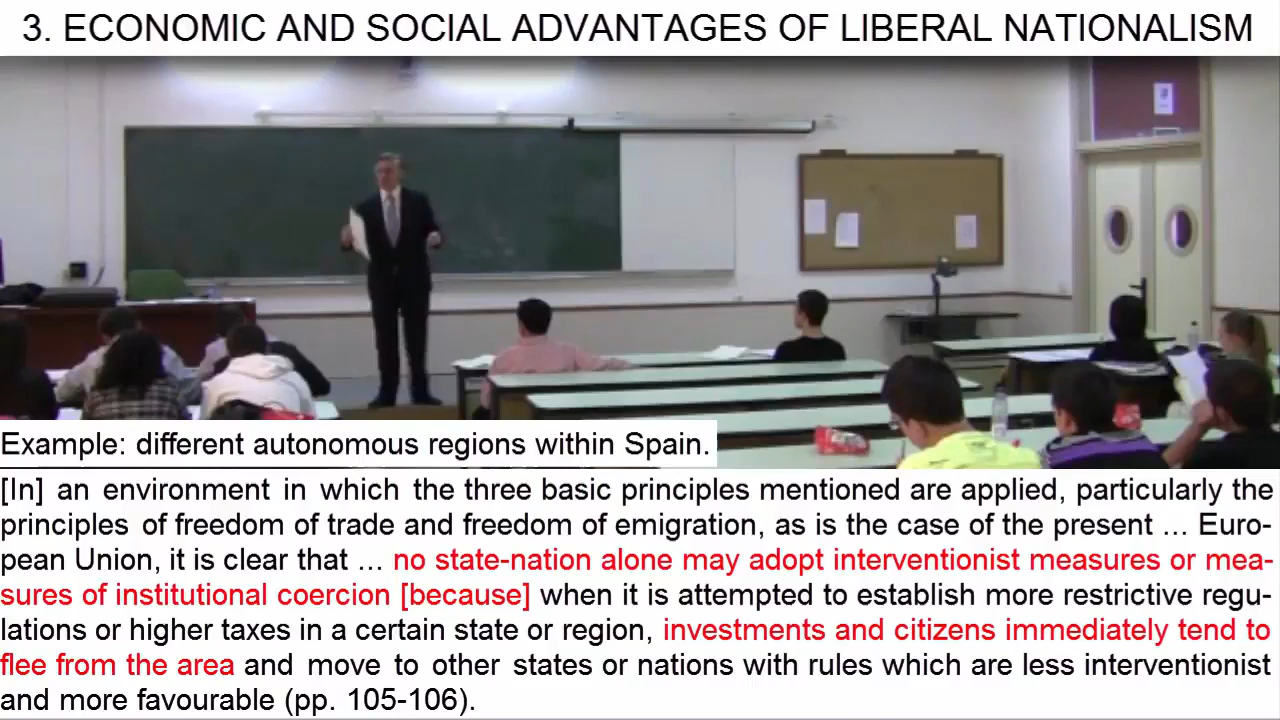 3. ECONOMIC AND SOCIAL ADVANTAGES OF LIBERAL NATIONALISM
Example: different autonomous regions within Spain.
[In] an environment in which the three basic principles mentioned are applied, particularly the
principles of freedom of trade and freedom of emigration, as is the case of the present ... Euro-
pean Union, it is clear that ... no state-nation alone may adopt interventionist measures or mea-
sures of institutional coercion [because] when it is attempted to establish more restrictive regu-
lations or higher taxes in a certain state or region, investments and citizens immediately tend to
flee from the area and move to other states or nations with rules which are less interventionist
and more favourable (pp. 105-106).